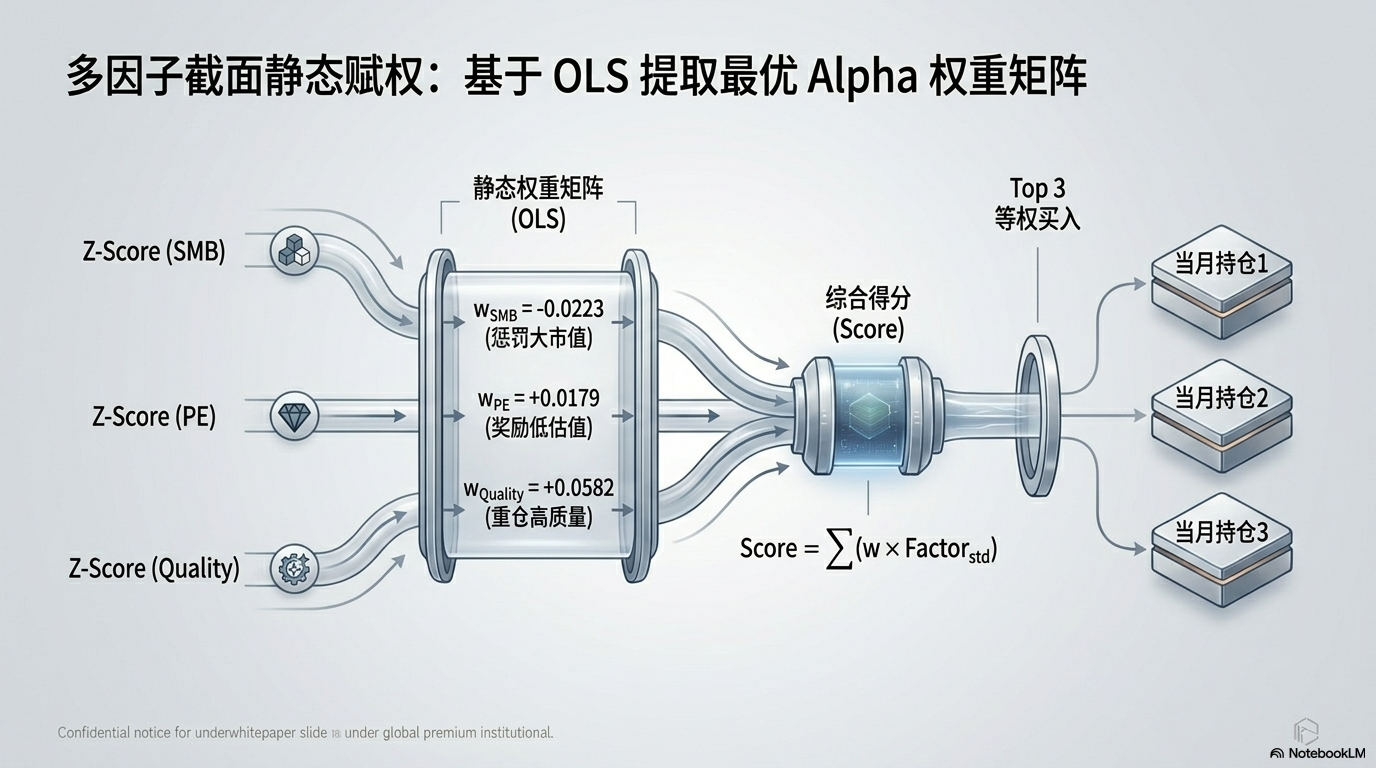 多因子截面静态赋权：基于 OLS 提取最优 Alpha 权重矩阵
静态权重矩阵
(OLS)
Top 3
等权买入
Z-Score (SMB)
Z-Score (PE)
Z-Score (Quality)
wSMB = -0.0223
(惩罚大市值)
wPE = +0.0179
(奖励低估值)
wQuality = +0.0582
(重仓高质量)
综合得分
(Score)
Score = ∑(w × Factorstd)
当月持仓1
当月持仓2
当月持仓3
Confidential notice for underwhitepaper slide 18 under global premium institutional.
NotebookLM